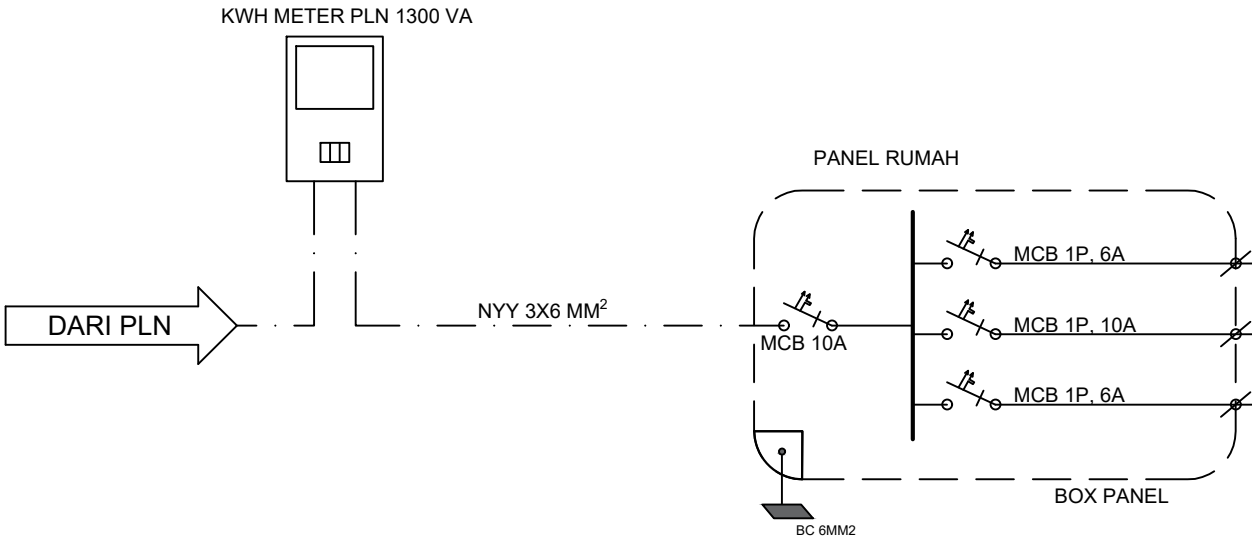 KWH METER PLN 1300 VA
PANEL RUMAH
MCB 1P, 6A
DARI PLN
NYY 3X6 MM²
MCB 10A
MCB 1P, 10A
MCB 1P, 6A
BOX PANEL
BC 6MM2